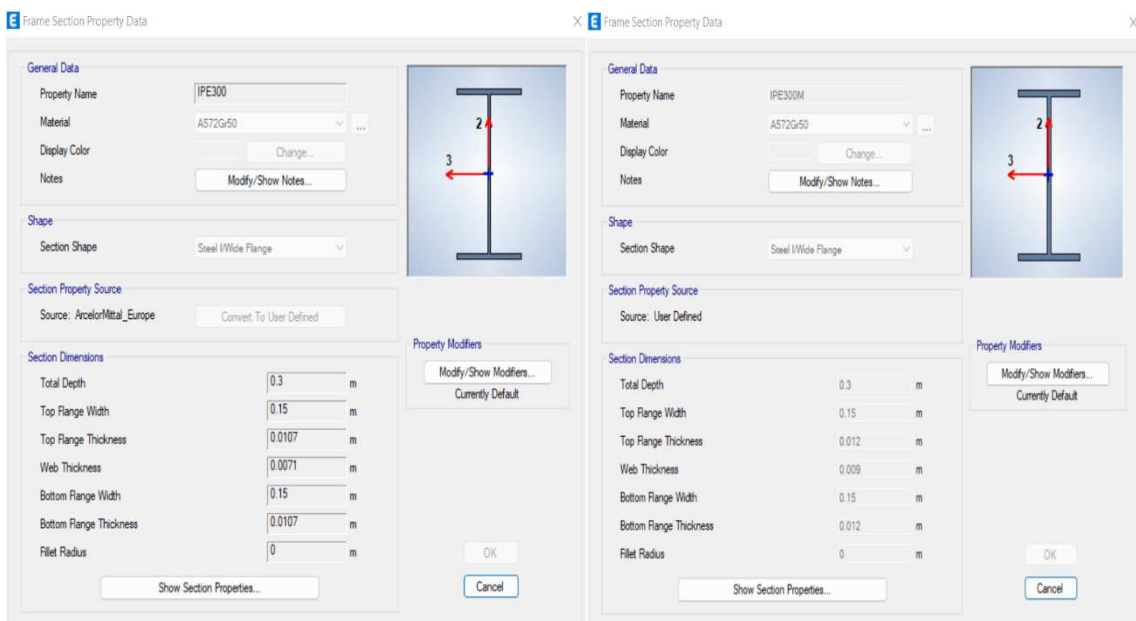 E Frame Section Property Data X
General Data
Property Name IPE300
Material A572Gr50 ...
Display Color Change...
Notes Modify/Show Notes...
2
3
Shape
Section Shape Steel I/Wide Flange
Section Property Source
Source: ArcelorMittal_Europe Convert To User Defined
Property Modifiers
Modify/Show Modifiers...
Currently Default
Section Dimensions
Total Depth 0.3 m
Top Flange Width 0.15 m
Top Flange Thickness 0.0107 m
Web Thickness 0.0071 m
Bottom Flange Width 0.15 m
Bottom Flange Thickness 0.0107 m
Fillet Radius 0 m
Show Section Properties...
OK
Cancel
E Frame Section Property Data X
General Data
Property Name IPE300M
Material A572Gr50 ...
Display Color Change...
Notes Modify/Show Notes...
2
3
Shape
Section Shape Steel I/Wide Flange
Section Property Source
Source: User Defined
Property Modifiers
Modify/Show Modifiers...
Currently Default
Section Dimensions
Total Depth 0.3 m
Top Flange Width 0.15 m
Top Flange Thickness 0.012 m
Web Thickness 0.009 m
Bottom Flange Width 0.15 m
Bottom Flange Thickness 0.012 m
Fillet Radius 0 m
Show Section Properties...
OK
Cancel